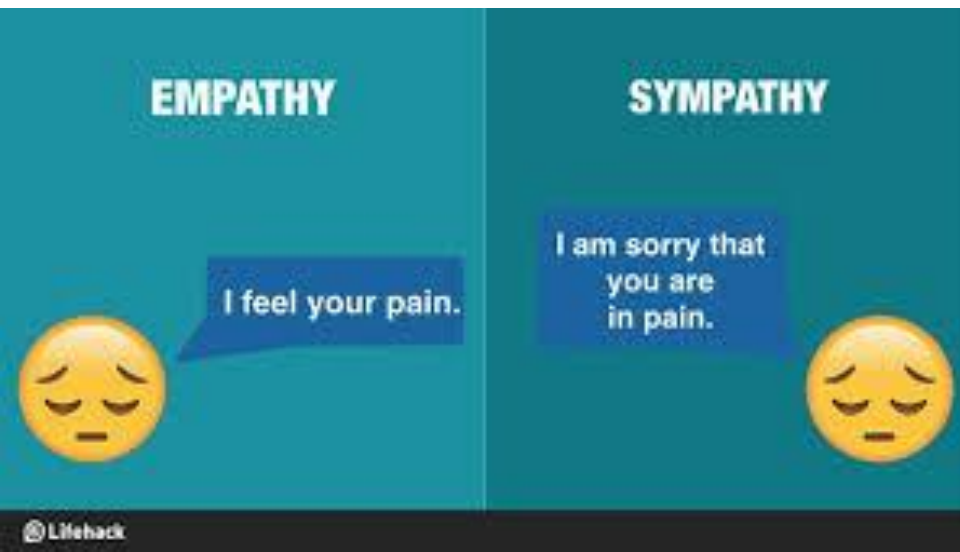 EMPATHY
I feel your pain.
SYMPATHY
I am sorry that
you are
in pain.
Lifehack